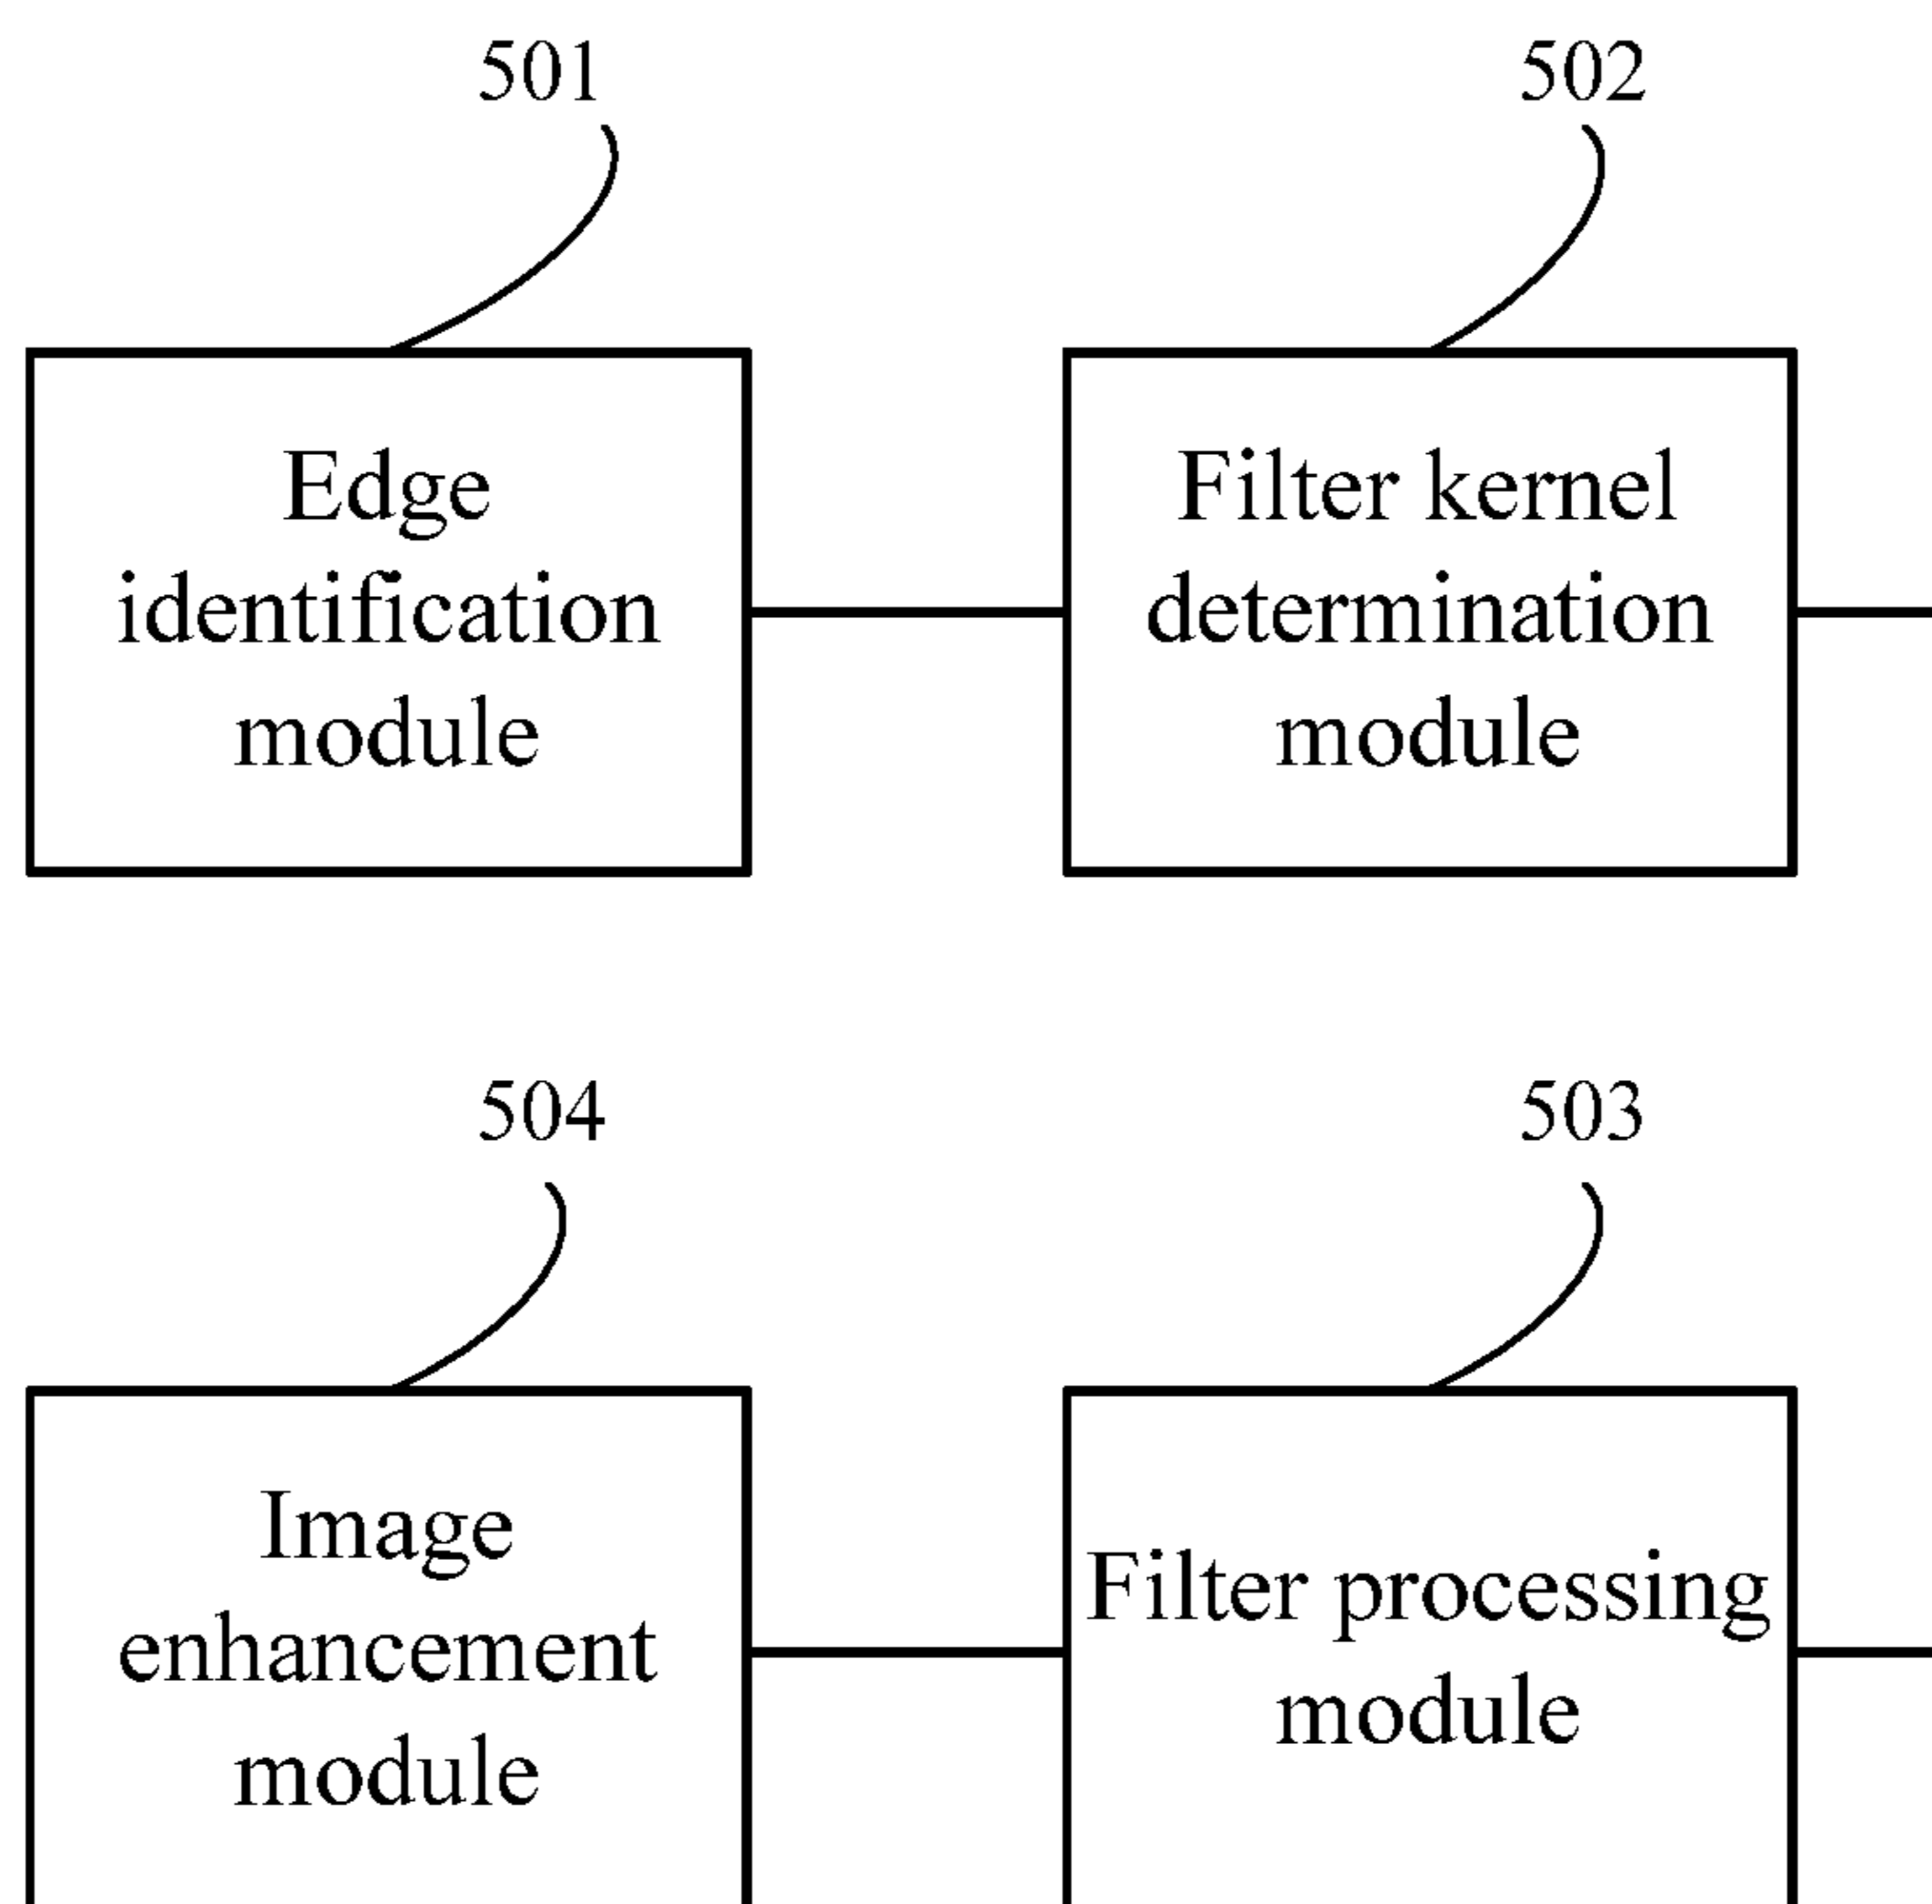 501
502
Edge
identification
module
Filter kernel
determination
module
504
503
Image
enhancement
module
Filter processing
module